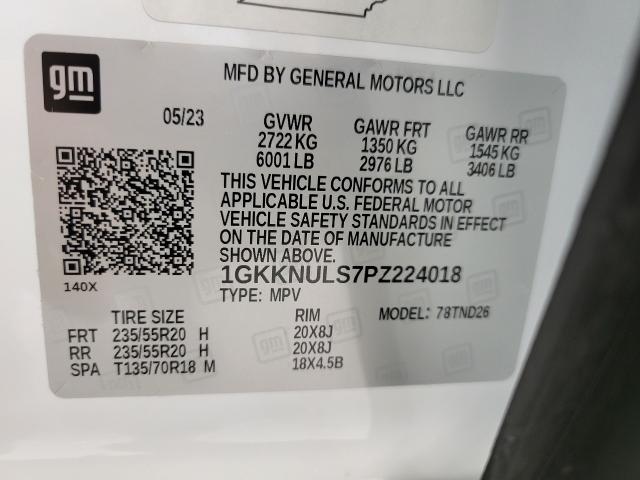 gm
MFD BY GENERAL MOTORS LLC
05/23 GVWR GAWR FRT GAWR RR
2722 KG 1350 KG 1545 KG
6001 LB 2976 LB 3406 LB
THIS VEHICLE CONFORMS TO ALL
APPLICABLE U.S. FEDERAL MOTOR
VEHICLE SAFETY STANDARDS IN EFFECT
ON THE DATE OF MANUFACTURE
SHOWN ABOVE.
140X
1GKKNULS7PZ224018
TYPE: MPV MODEL: 78TND26
TIRE SIZE RIM
FRT 235/55R20 H 20X8J
RR 235/55R20 H 20X8J
SPA T135/70R18 M 18X4.5B